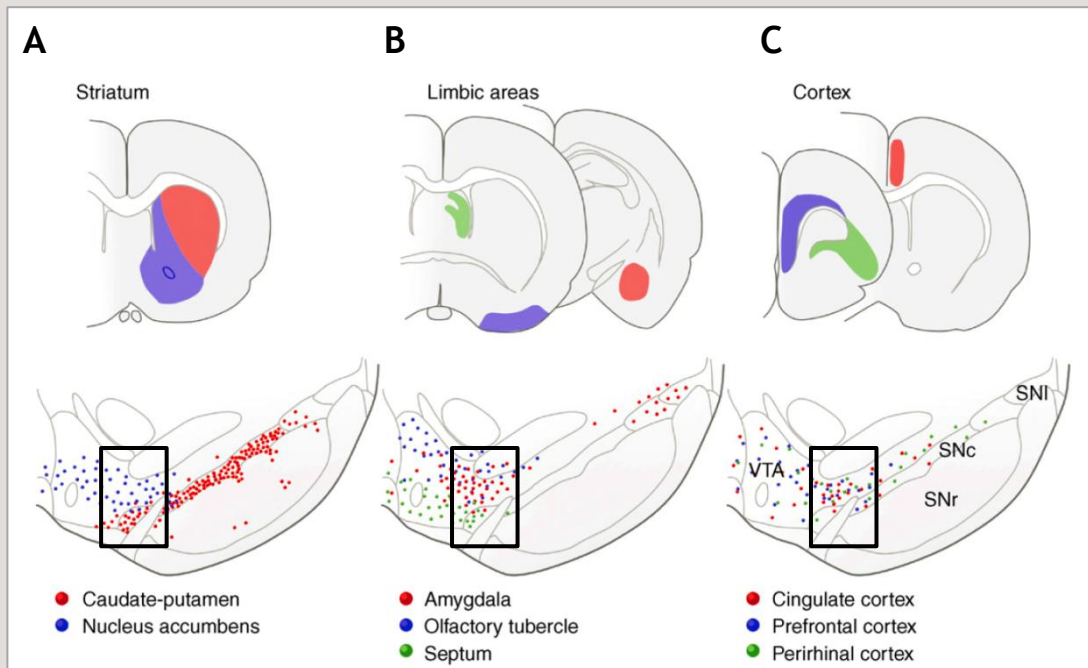 A
B
C
Striatum
Limbic areas
Cortex
SNl
SNc
VTA
SNr
Caudate-putamen
Nucleus accumbens
Amygdala
Olfactory tubercle
Septum
Cingulate cortex
Prefrontal cortex
Perirhinal cortex